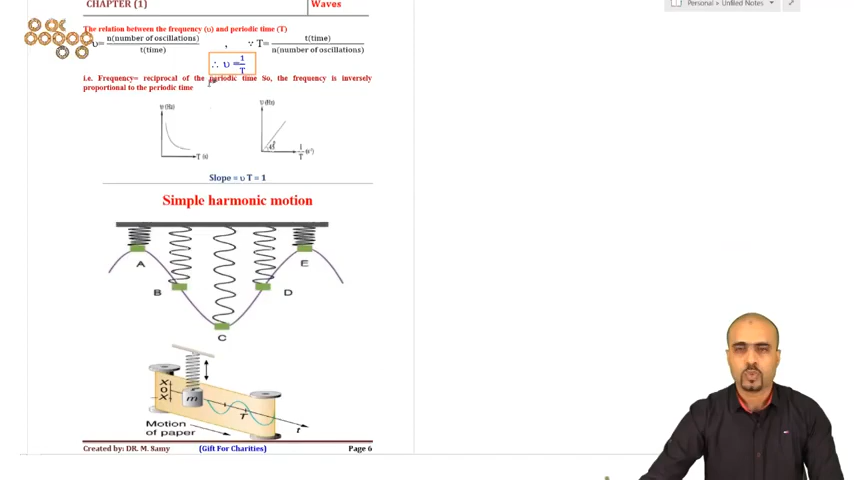 CHAPTER (1) Waves
Personal > Unfiled Notes
The relation between the frequency (υ) and periodic time (T)
υ= n(number of oscillations) / t(time) , ∵ T= t(time) / n(number of oscillations)
∴ υ = 1/T
i.e. Frequency= reciprocal of the periodic time So, the frequency is inversely
proportional to the periodic time
υ (Hz)
T (s)
υ (Hz)
45
1/T (s⁻¹)
Slope = υ T = 1
Simple harmonic motion
A
E
B
D
C
X
O
X
m
T
t
Motion
of paper
Created by: DR. M. Samy (Gift For Charities) Page 6